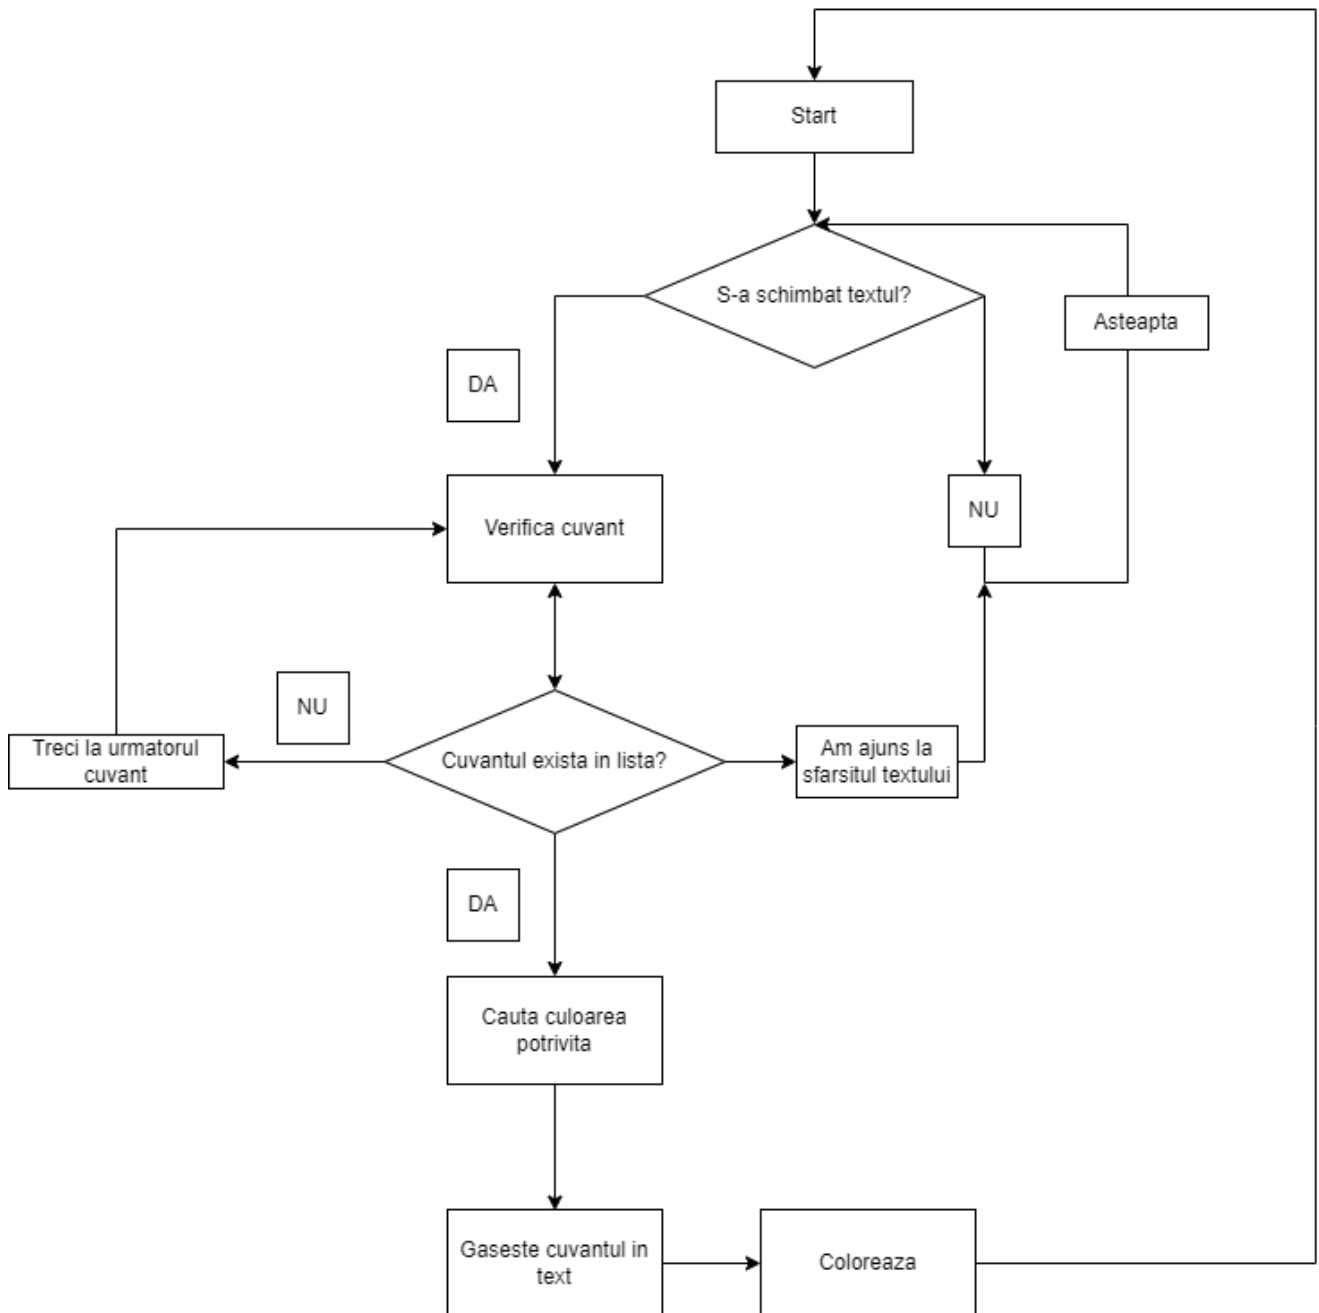 Start
S-a schimbat textul?
Asteapta
DA
NU
Verifica cuvant
NU
Treci la urmatorul
cuvant
Cuvantul exista in lista?
Am ajuns la
sfarsitul textului
DA
Cauta culoarea
potrivita
Gaseste cuvantul in
text
Coloreaza